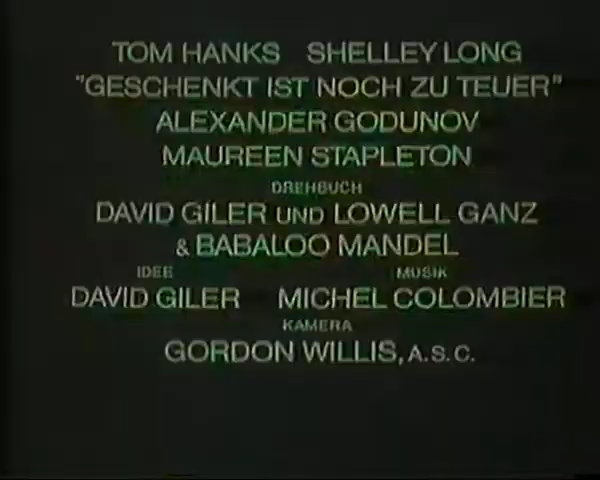 TOM HANKS SHELLEY LONG
"GESCHENKT IST NOCH ZU TEUER"
ALEXANDER GODUNOV
MAUREEN STAPLETON
DREHBUCH
DAVID GILER UND LOWELL GANZ
& BABALOO MANDEL
IDEE MUSIK
DAVID GILER MICHEL COLOMBIER
KAMERA
GORDON WILLIS, A.S.C.